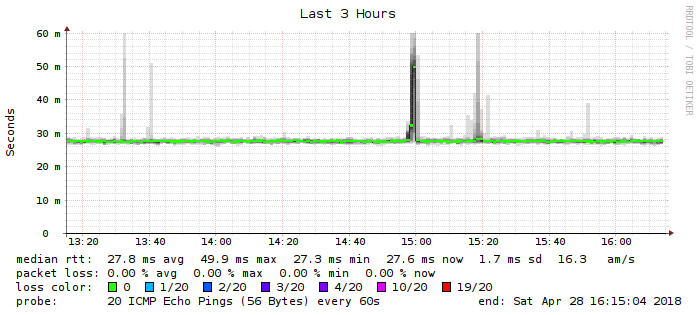 Last 3 Hours
RRDTOOL / TOBI OETIKER
Seconds
60 m
50 m
40 m
30 m
20 m
10 m
0
13:20 13:40 14:00 14:20 14:40 15:00 15:20 15:40 16:00
median rtt: 27.8 ms avg 49.9 ms max 27.3 ms min 27.6 ms now 1.7 ms sd 16.3 am/s
packet loss: 0.00 % avg 0.00 % max 0.00 % min 0.00 % now
loss color: 0 1/20 2/20 3/20 4/20 10/20 19/20
probe: 20 ICMP Echo Pings (56 Bytes) every 60s end: Sat Apr 28 16:15:04 2018